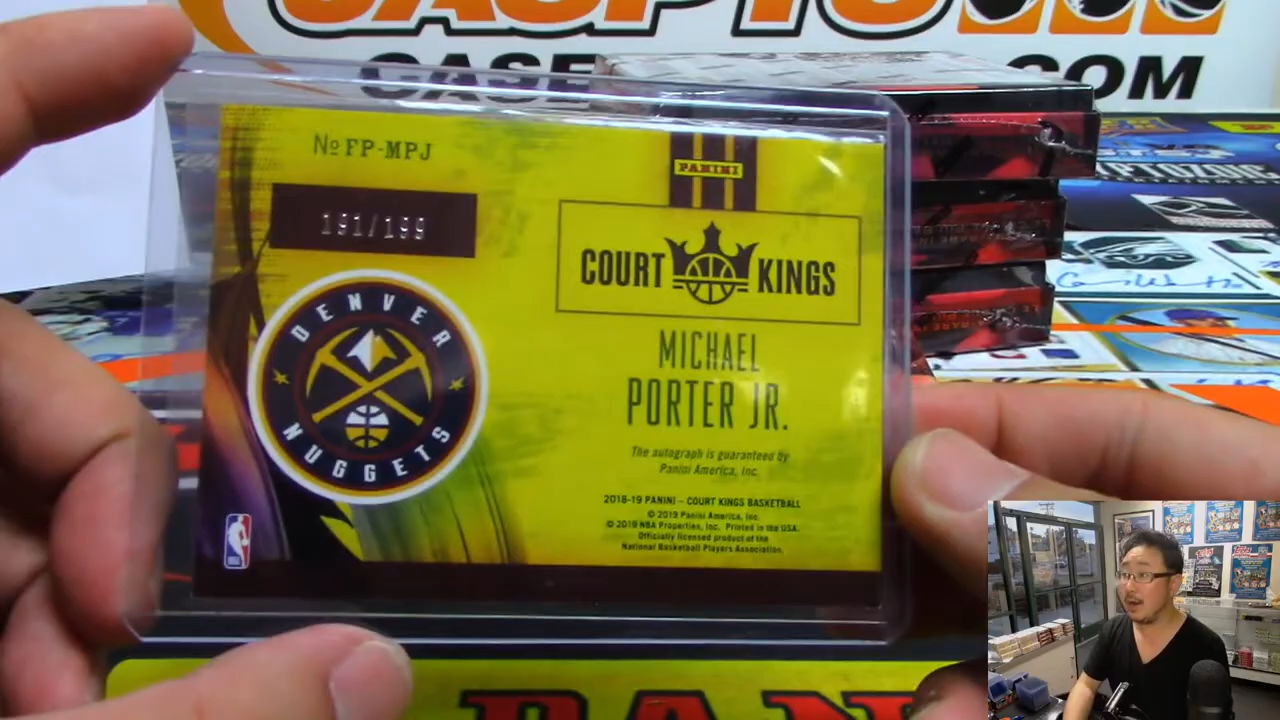 CASE
COM
№ FP-MPJ
PANINI
191/199
COURT KINGS
DENVER
NUGGETS
MICHAEL
PORTER JR.
The autograph is guaranteed by
Panini America, Inc.
2018-19 PANINI – COURT KINGS BASKETBALL
© 2019 Panini America, Inc.
© 2019 NBA Properties, Inc. Printed in the USA.
Officially licensed product of the
National Basketball Players Association.